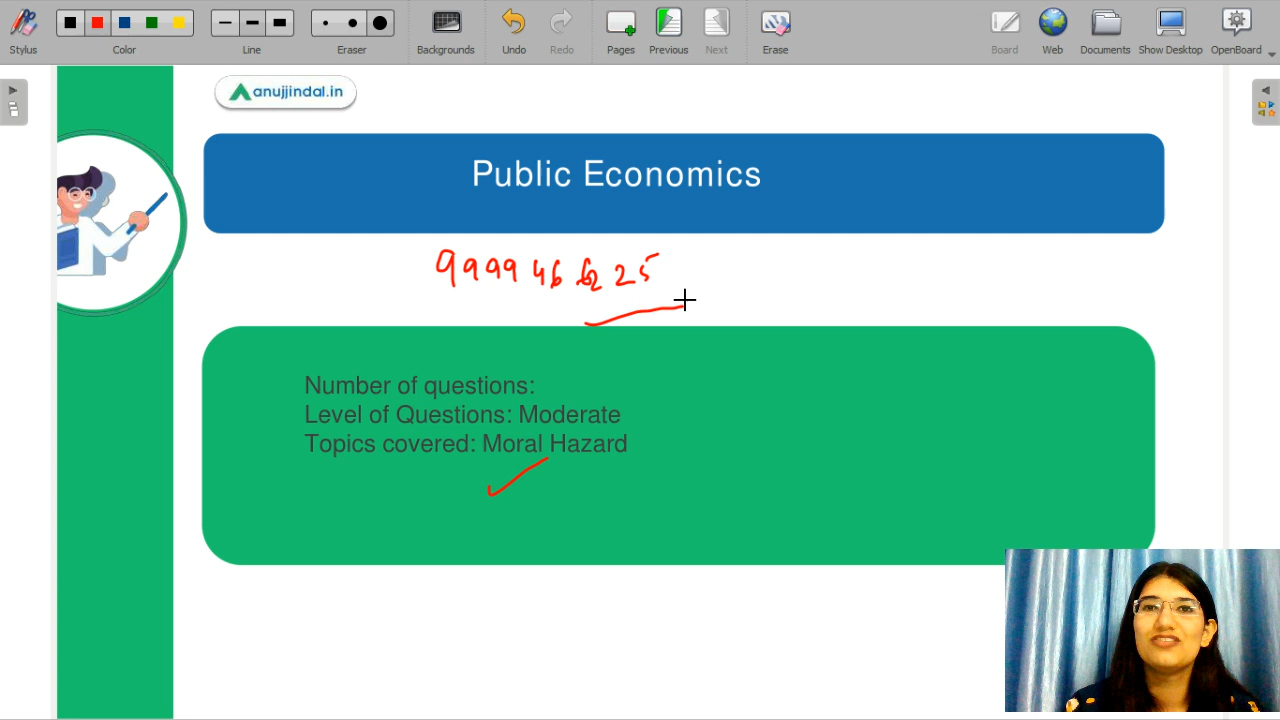 Stylus
Color
Line
Eraser
Backgrounds
Undo
Redo
Pages
Previous
Next
Erase
Board
Web
Documents
Show Desktop
OpenBoard
anujjindal.in
Public Economics
Number of questions:
Level of Questions: Moderate
Topics covered: Moral Hazard